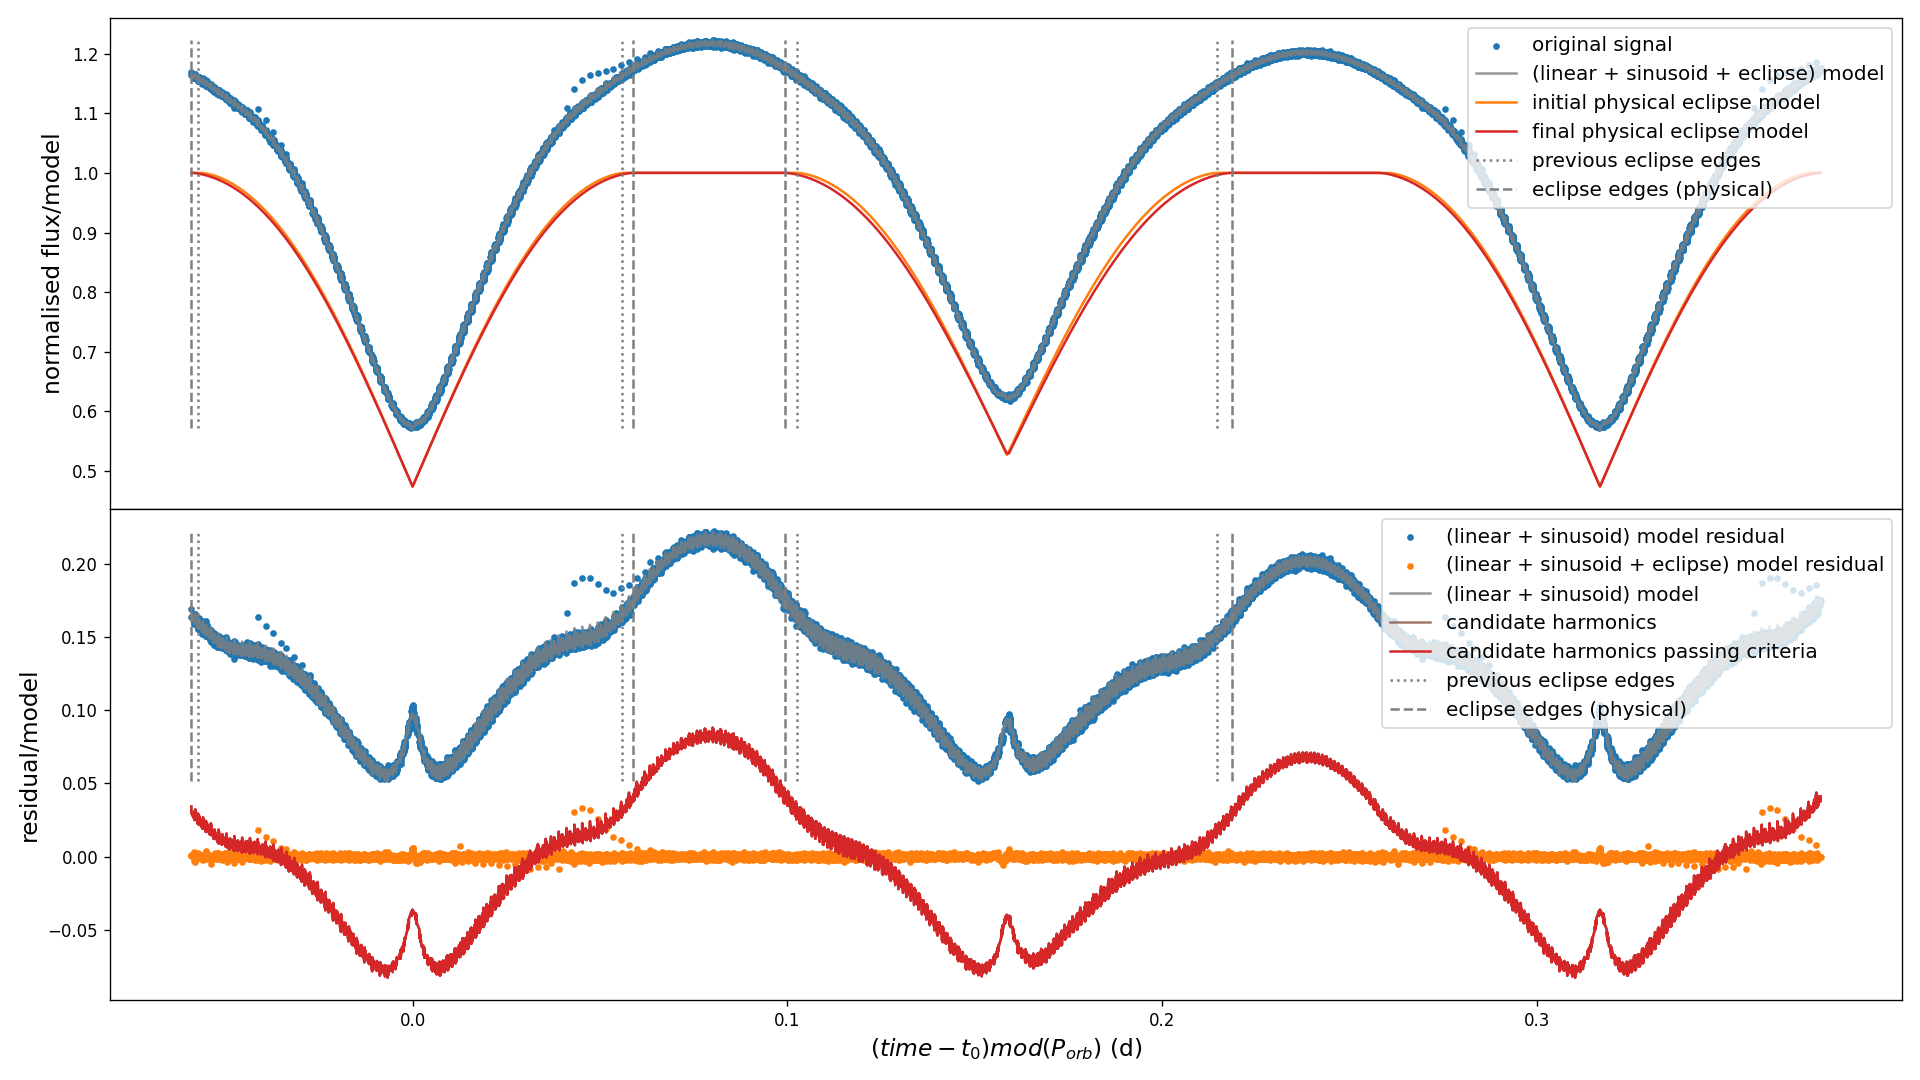 normalised flux/model
1.2
1.1
1.0
0.9
0.8
0.7
0.6
0.5
original signal
(linear + sinusoid + eclipse) model
initial physical eclipse model
final physical eclipse model
previous eclipse edges
eclipse edges (physical)
residual/model
0.20
0.15
0.10
0.05
0.00
−0.05
(linear + sinusoid) model residual
(linear + sinusoid + eclipse) model residual
(linear + sinusoid) model
candidate harmonics
candidate harmonics passing criteria
previous eclipse edges
eclipse edges (physical)
0.0 0.1 0.2 0.3
(time − t₀)mod(Pₒᵣb) (d)